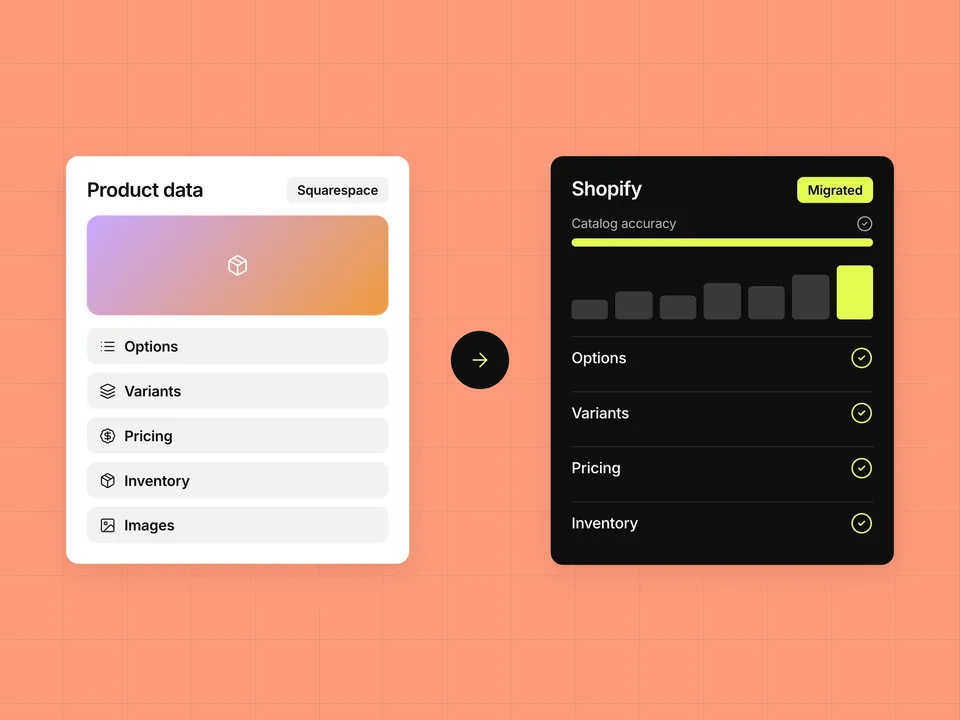 Product data
Squarespace
Options
Variants
Pricing
Inventory
Images
Shopify
Migrated
Catalog accuracy
Options
Variants
Pricing
Inventory